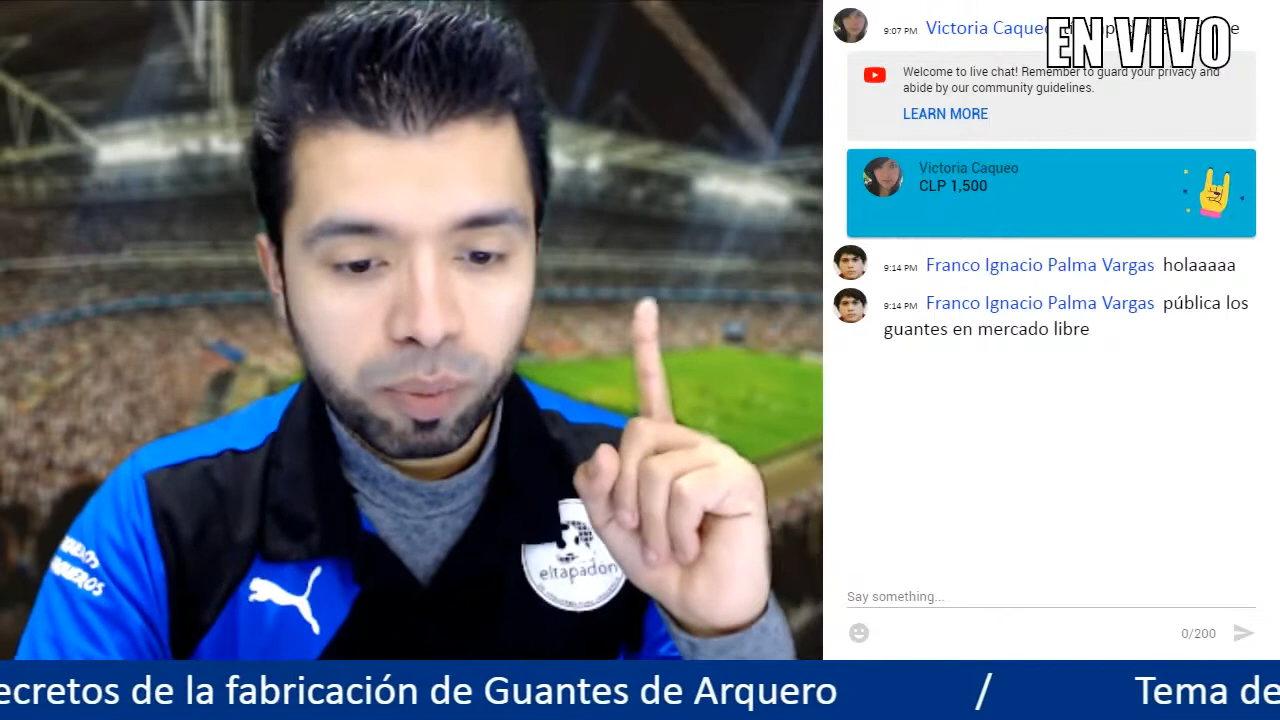 9:07 PM Victoria Caqueo
EN VIVO
Welcome to live chat! Remember to guard your privacy and
abide by our community guidelines.
LEARN MORE
Victoria Caqueo
CLP 1,500
9:14 PM Franco Ignacio Palma Vargas holaaaaa
9:14 PM Franco Ignacio Palma Vargas pública los
guantes en mercado libre
eltapadon
Say something...
0/200
ecretos de la fabricación de Guantes de Arquero / Tema de